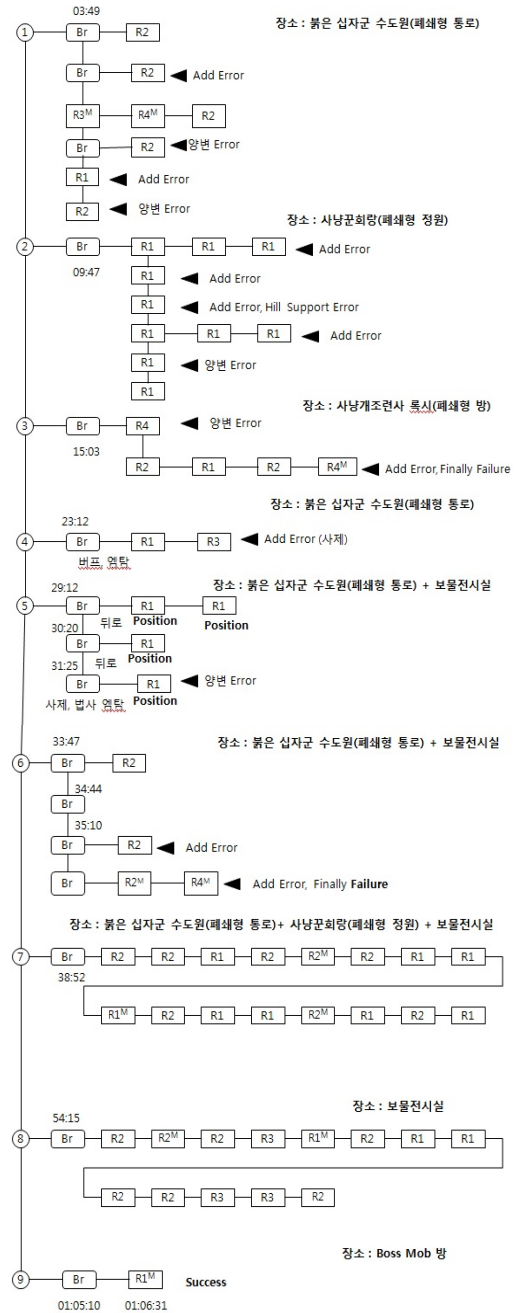 03:49
장소 : 붉은 십자군 수도원(폐쇄형 통로)
1 Br R2
Br R2 Add Error
R3M R4M R2
Br R2 양변 Error
R1 Add Error
R2 양변 Error
장소 : 사냥꾼회랑(폐쇄형 정원)
2 Br R1 R1 R1 Add Error
09:47
R1 Add Error
R1 Add Error, Hill Support Error
R1 R1 R1 Add Error
R1 양변 Error
R1
장소 : 사냥개조련사 록시(폐쇄형 방)
3 Br R4 양변 Error
15:03
R2 R1 R2 R4M Add Error, Finally Failure
장소 : 붉은 십자군 수도원(폐쇄형 통로)
23:12
4 Br R1 R3 Add Error (사제)
버프, 엠탐
장소 : 붉은 십자군 수도원(폐쇄형 통로) + 보물전시실
29:12
5 Br R1 R1
뒤로 Position Position
30:20
Br R1
뒤로 Position
31:25
Br R1 양변 Error
사제, 법사 엠탐 Position
33:47
장소 : 붉은 십자군 수도원(폐쇄형 통로) + 보물전시실
6 Br R2
34:44
Br
35:10
Br R2 Add Error
Br R2M R4M Add Error, Finally Failure
장소 : 붉은 십자군 수도원(폐쇄형 통로)+ 사냥꾼회랑(폐쇄형 정원) + 보물전시실
7 Br R2 R2 R1 R2 R2M R2 R1 R1
38:52
R1M R2 R1 R1 R2M R1 R2 R1
장소 : 보물전시실
54:15
8 Br R2 R2M R2 R3 R1M R2 R1 R1
R2 R2 R3 R3 R2
장소 : Boss Mob 방
9 Br R1M Success
01:05:10 01:06:31